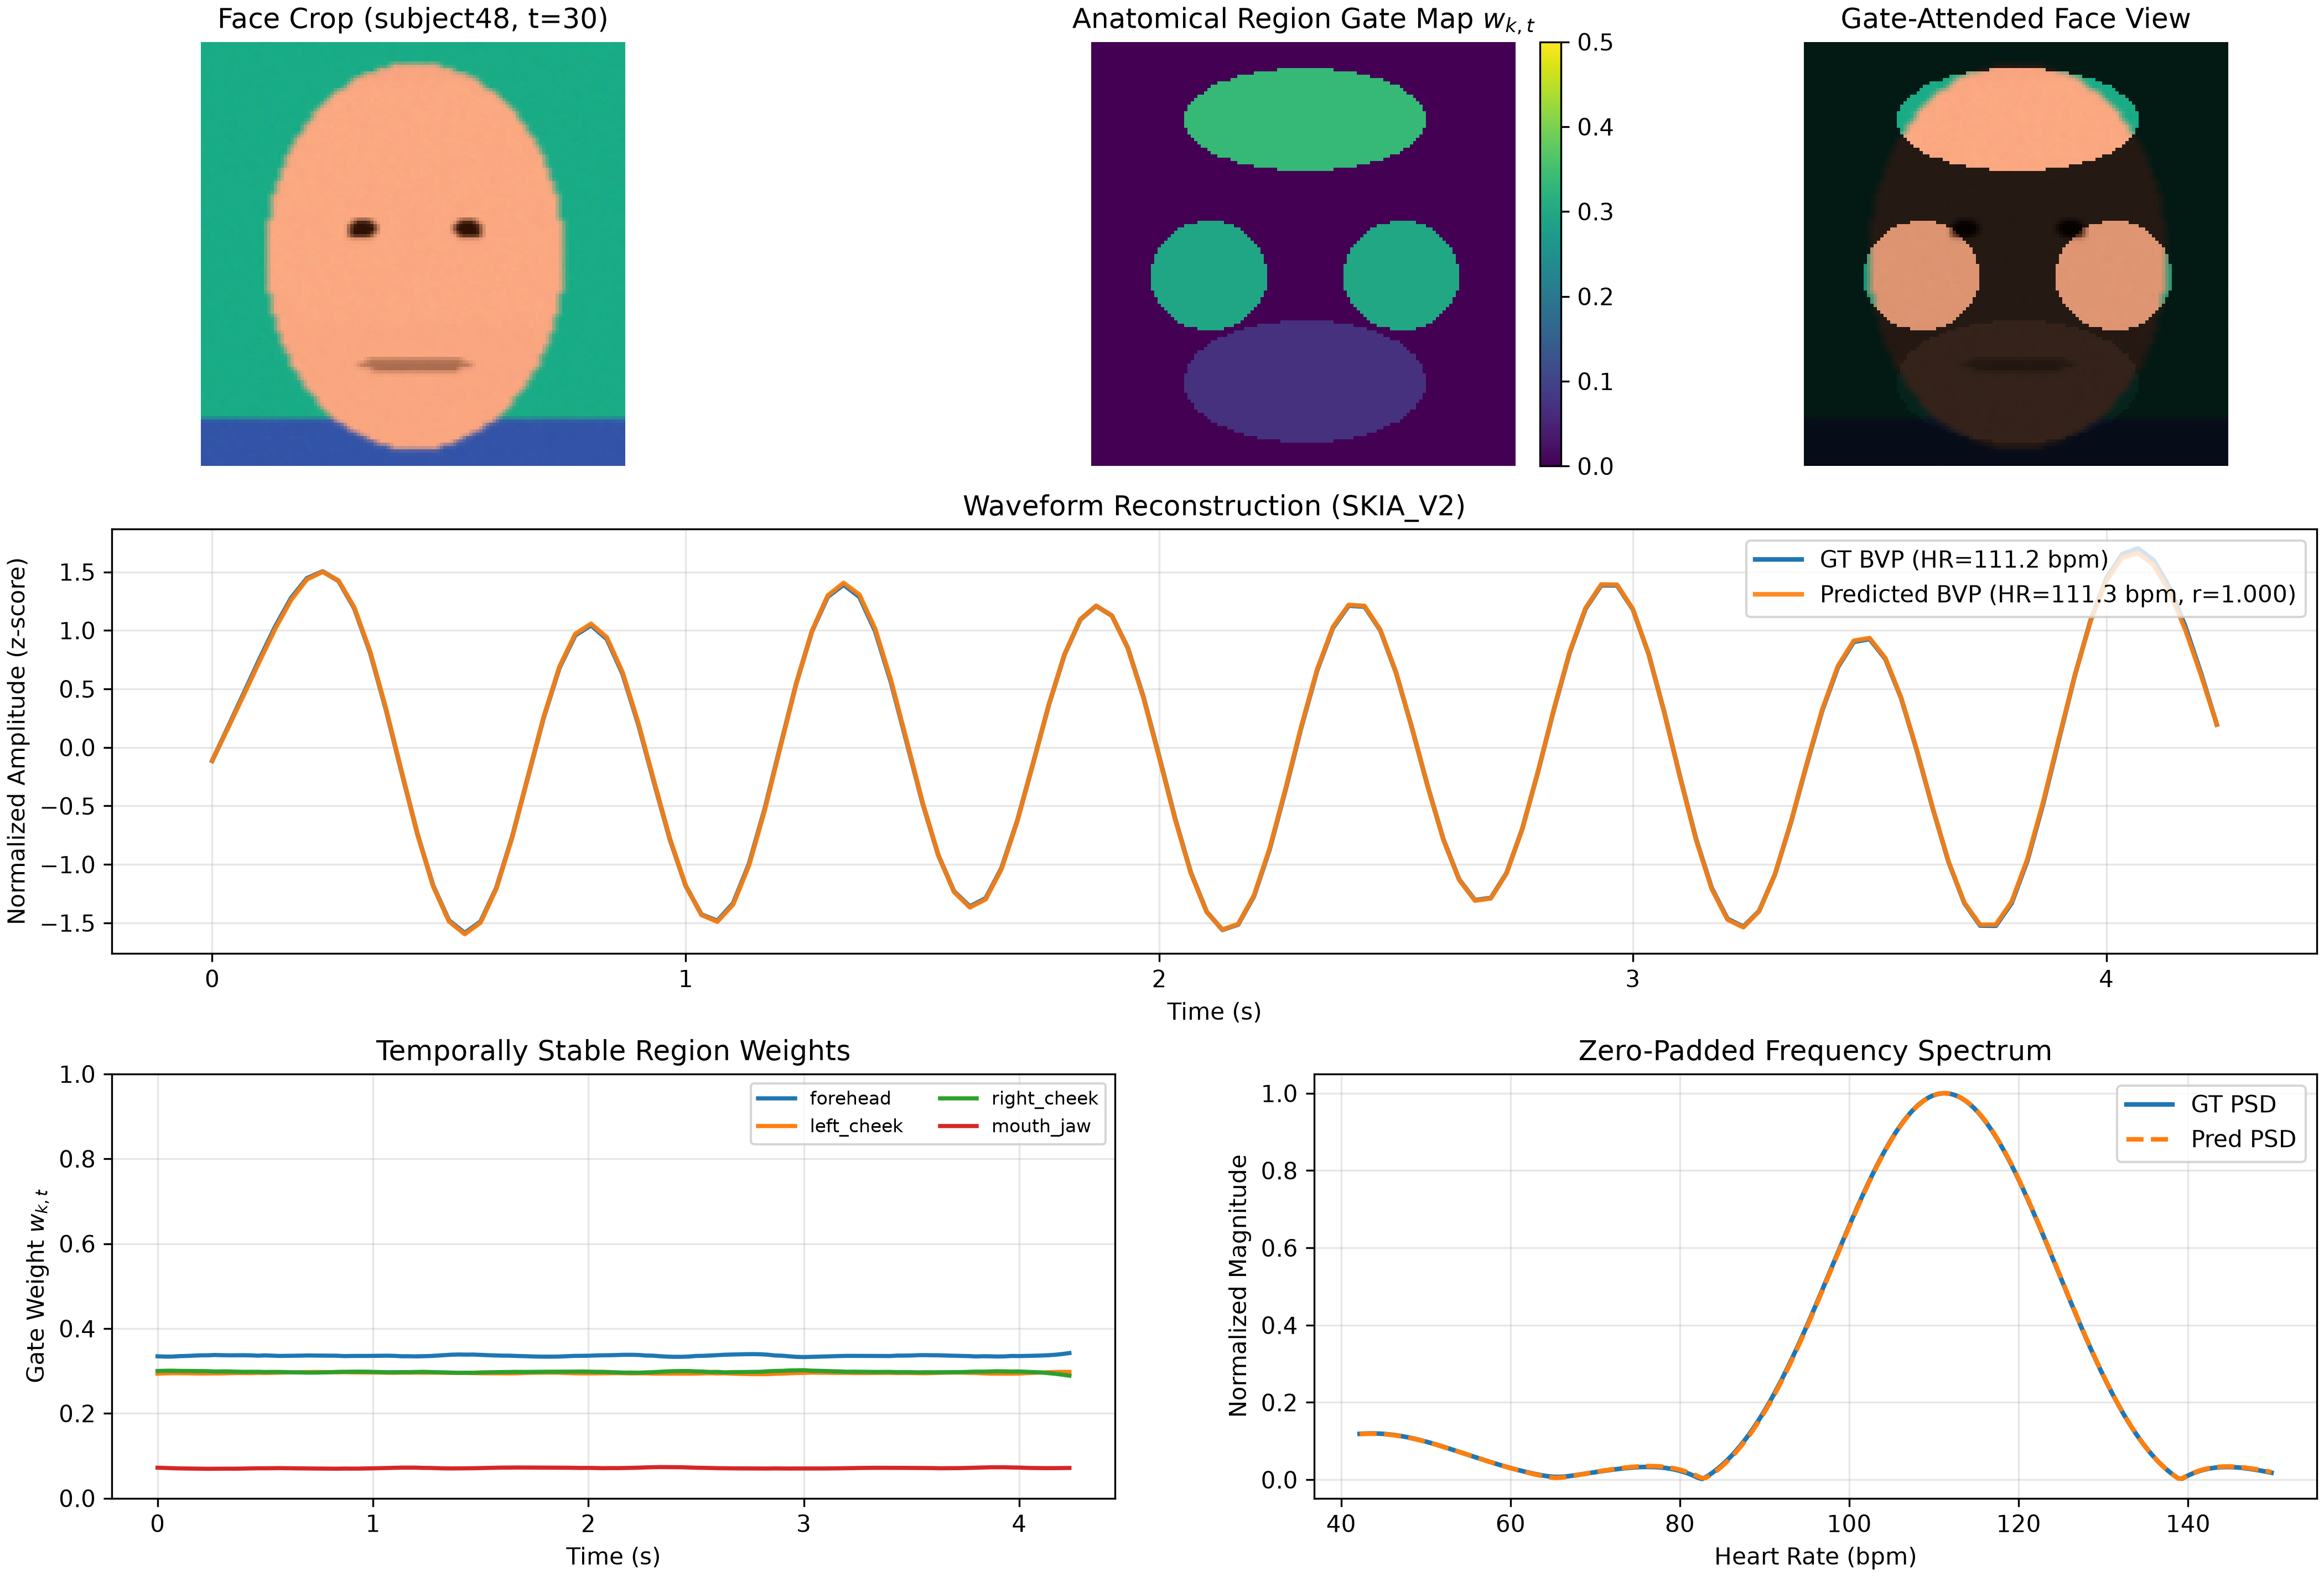 Face Crop (subject48, t=30)
Anatomical Region Gate Map w_{k,t}
Gate-Attended Face View
0.5
0.4
0.3
0.2
0.1
0.0
Waveform Reconstruction (SKIA_V2)
Normalized Amplitude (z-score)
1.5
1.0
0.5
0.0
−0.5
−1.0
−1.5
GT BVP (HR=111.2 bpm)
Predicted BVP (HR=111.3 bpm, r=1.000)
0 1 2 3 4
Time (s)
Temporally Stable Region Weights
Gate Weight w_{k,t}
1.0
0.8
0.6
0.4
0.2
0.0
forehead
left_cheek
right_cheek
mouth_jaw
0 1 2 3 4
Time (s)
Zero-Padded Frequency Spectrum
Normalized Magnitude
1.0
0.8
0.6
0.4
0.2
0.0
GT PSD
Pred PSD
40 60 80 100 120 140
Heart Rate (bpm)